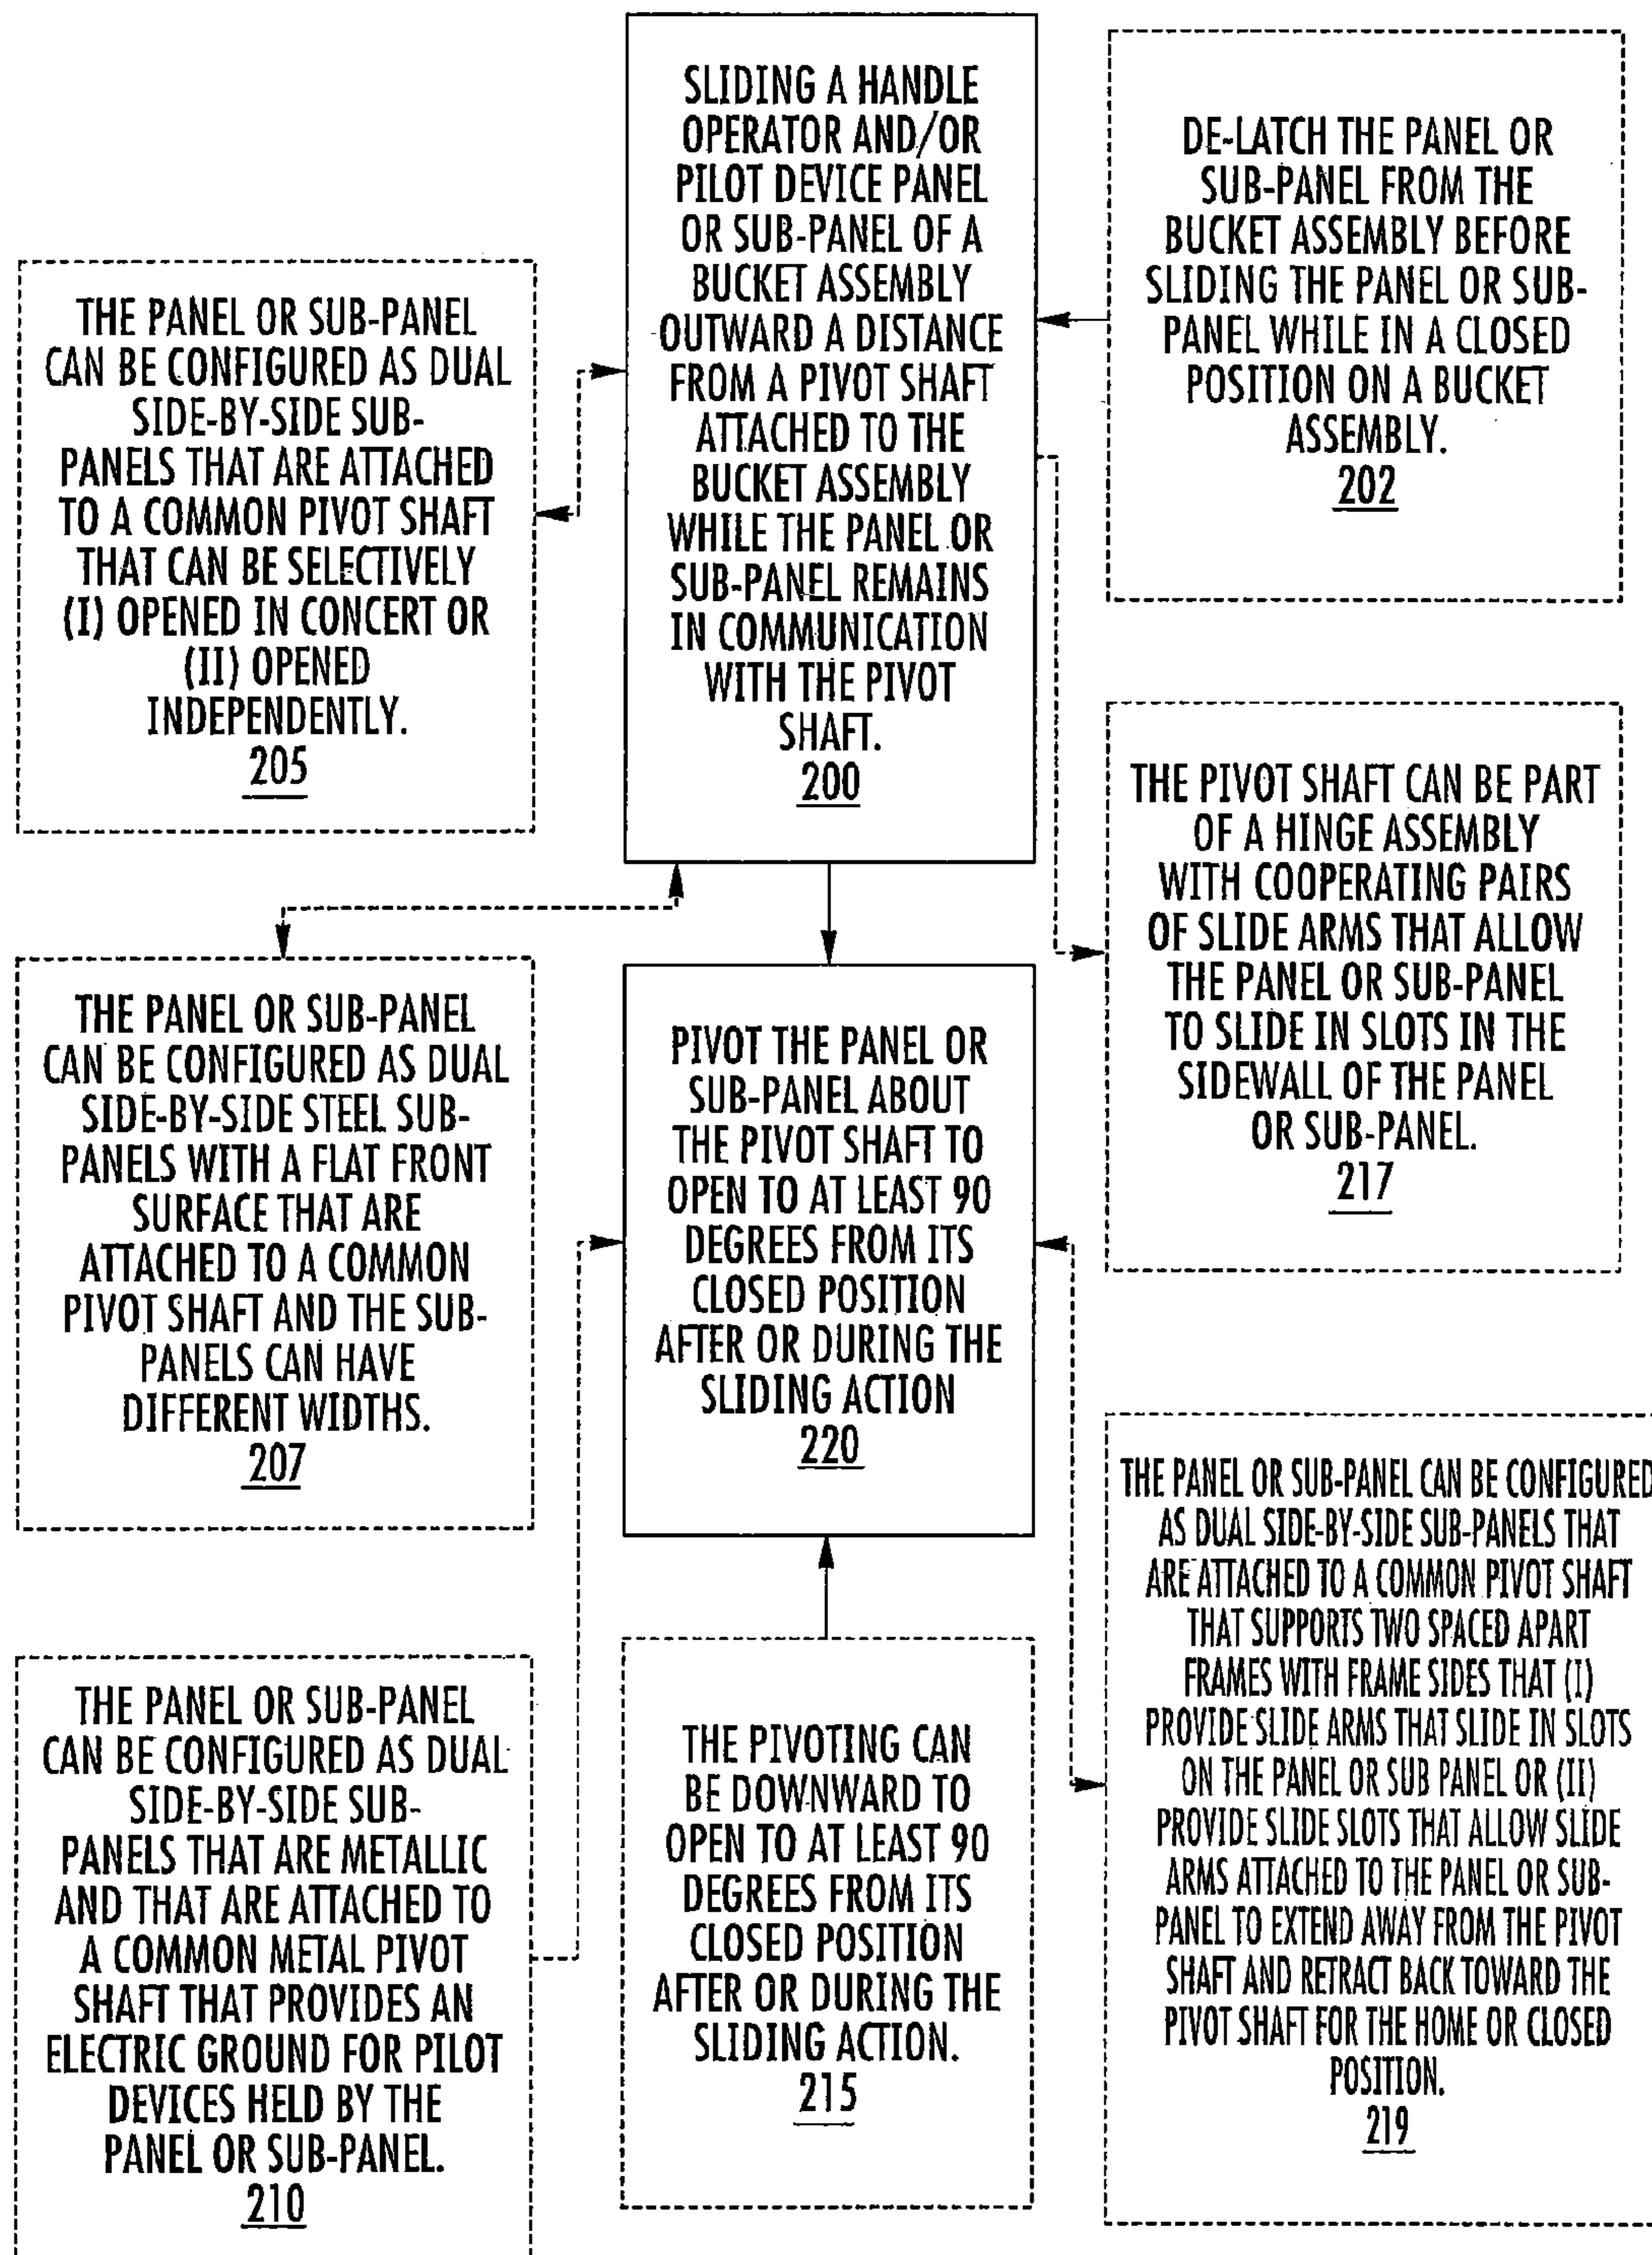 SLIDING A HANDLE
OPERATOR AND/OR
PILOT DEVICE PANEL
OR SUB-PANEL OF A
BUCKET ASSEMBLY
OUTWARD A DISTANCE
FROM A PIVOT SHAFT
ATTACHED TO THE
BUCKET ASSEMBLY
WHILE THE PANEL OR
SUB-PANEL REMAINS
IN COMMUNICATION
WITH THE PIVOT
SHAFT.
200
DE-LATCH THE PANEL OR
SUB-PANEL FROM THE
BUCKET ASSEMBLY BEFORE
SLIDING THE PANEL OR SUB-
PANEL WHILE IN A CLOSED
POSITION ON A BUCKET
ASSEMBLY.
202
THE PANEL OR SUB-PANEL
CAN BE CONFIGURED AS DUAL
SIDE-BY-SIDE SUB-
PANELS THAT ARE ATTACHED
TO A COMMON PIVOT SHAFT
THAT CAN BE SELECTIVELY
(I) OPENED IN CONCERT OR
(II) OPENED
INDEPENDENTLY.
205
THE PIVOT SHAFT CAN BE PART
OF A HINGE ASSEMBLY
WITH COOPERATING PAIRS
OF SLIDE ARMS THAT ALLOW
THE PANEL OR SUB-PANEL
TO SLIDE IN SLOTS IN THE
SIDEWALL OF THE PANEL
OR SUB-PANEL.
217
THE PANEL OR SUB-PANEL
CAN BE CONFIGURED AS DUAL
SIDE-BY-SIDE STEEL SUB-
PANELS WITH A FLAT FRONT
SURFACE THAT ARE
ATTACHED TO A COMMON
PIVOT SHAFT AND THE SUB-
PANELS CAN HAVE
DIFFERENT WIDTHS.
207
PIVOT THE PANEL OR
SUB-PANEL ABOUT
THE PIVOT SHAFT TO
OPEN TO AT LEAST 90
DEGREES FROM ITS
CLOSED POSITION
AFTER OR DURING THE
SLIDING ACTION
220
THE PANEL OR SUB-PANEL CAN BE CONFIGURED
AS DUAL SIDE-BY-SIDE SUB-PANELS THAT
ARE ATTACHED TO A COMMON PIVOT SHAFT
THAT SUPPORTS TWO SPACED APART
FRAMES WITH FRAME SIDES THAT (I)
PROVIDE SLIDE ARMS THAT SLIDE IN SLOTS
ON THE PANEL OR SUB PANEL OR (II)
PROVIDE SLIDE SLOTS THAT ALLOW SLIDE
ARMS ATTACHED TO THE PANEL OR SUB-
PANEL TO EXTEND AWAY FROM THE PIVOT
SHAFT AND RETRACT BACK TOWARD THE
PIVOT SHAFT FOR THE HOME OR CLOSED
POSITION.
219
THE PANEL OR SUB-PANEL
CAN BE CONFIGURED AS DUAL
SIDE-BY-SIDE SUB-
PANELS THAT ARE METALLIC
AND THAT ARE ATTACHED TO
A COMMON METAL PIVOT
SHAFT THAT PROVIDES AN
ELECTRIC GROUND FOR PILOT
DEVICES HELD BY THE
PANEL OR SUB-PANEL.
210
THE PIVOTING CAN
BE DOWNWARD TO
OPEN TO AT LEAST 90
DEGREES FROM ITS
CLOSED POSITION
AFTER OR DURING THE
SLIDING ACTION.
215